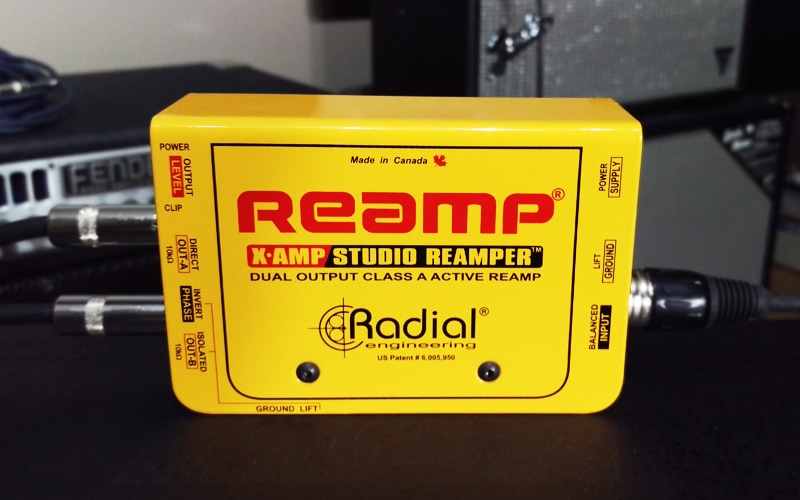 Made in Canada
Reamp®
X·AMP STUDIO REAMPER™
DUAL OUTPUT CLASS A ACTIVE REAMP
Radial®
engineering
US Patent # 6,005,950
POWER
OUTPUT
LEVEL
CLIP
DIRECT
OUT-A
10kΩ
INVERT
PHASE
ISOLATED
OUT-B
10kΩ
GROUND LIFT
POWER
SUPPLY
LIFT
GROUND
BALANCED
INPUT